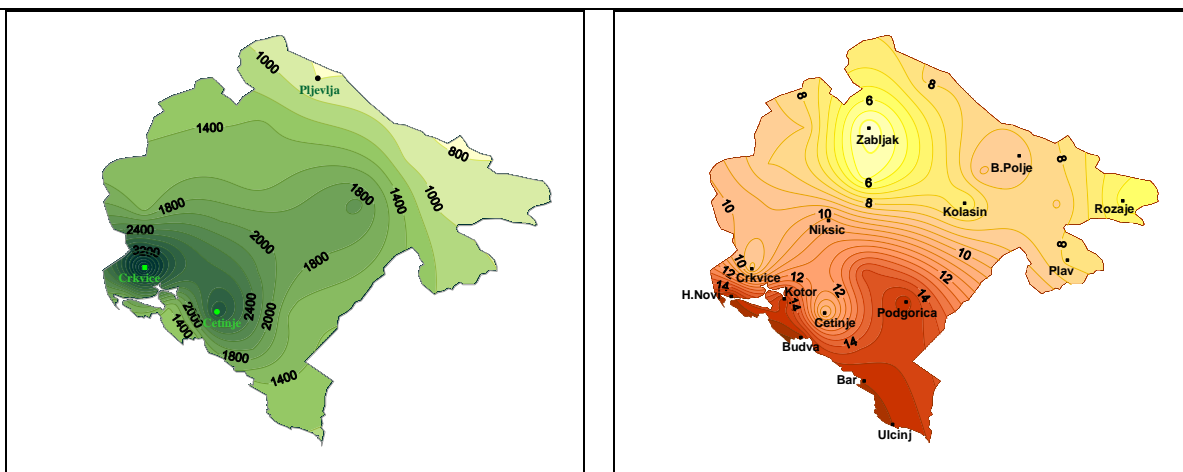 1000
Pljevlja
1400
800
1800
1400
1000
1800
2400
2000
3200
1800
Crkvice
2400
2000
2000
Cetinje
1400
1800
1400
8
8
6
Zabljak
B.Polje
8
6
8
10
Kolasin
Rozaje
10
Niksic
8
10
10
Plav
12
Crkvice
12
12
14
H.Novi
Kotor
14
12
14
Podgorica
Cetinje
14
Budva
Bar
Ulcinj